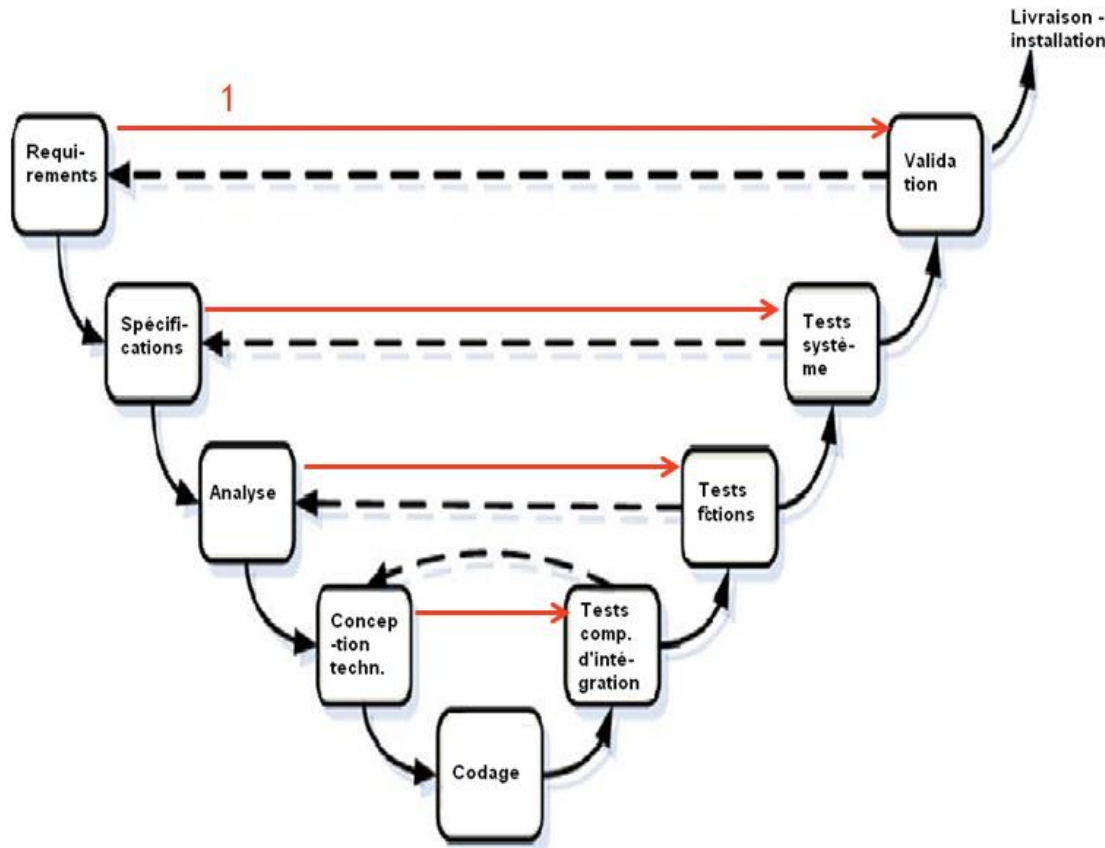 Livraison -
installation
1
Requi-
rements
Valida
tion
Spécifi-
cations
Tests
systè-
me
Analyse
Tests
fctions
Concep
-tion
techn.
Tests
comp.
d'inté-
gration
Codage